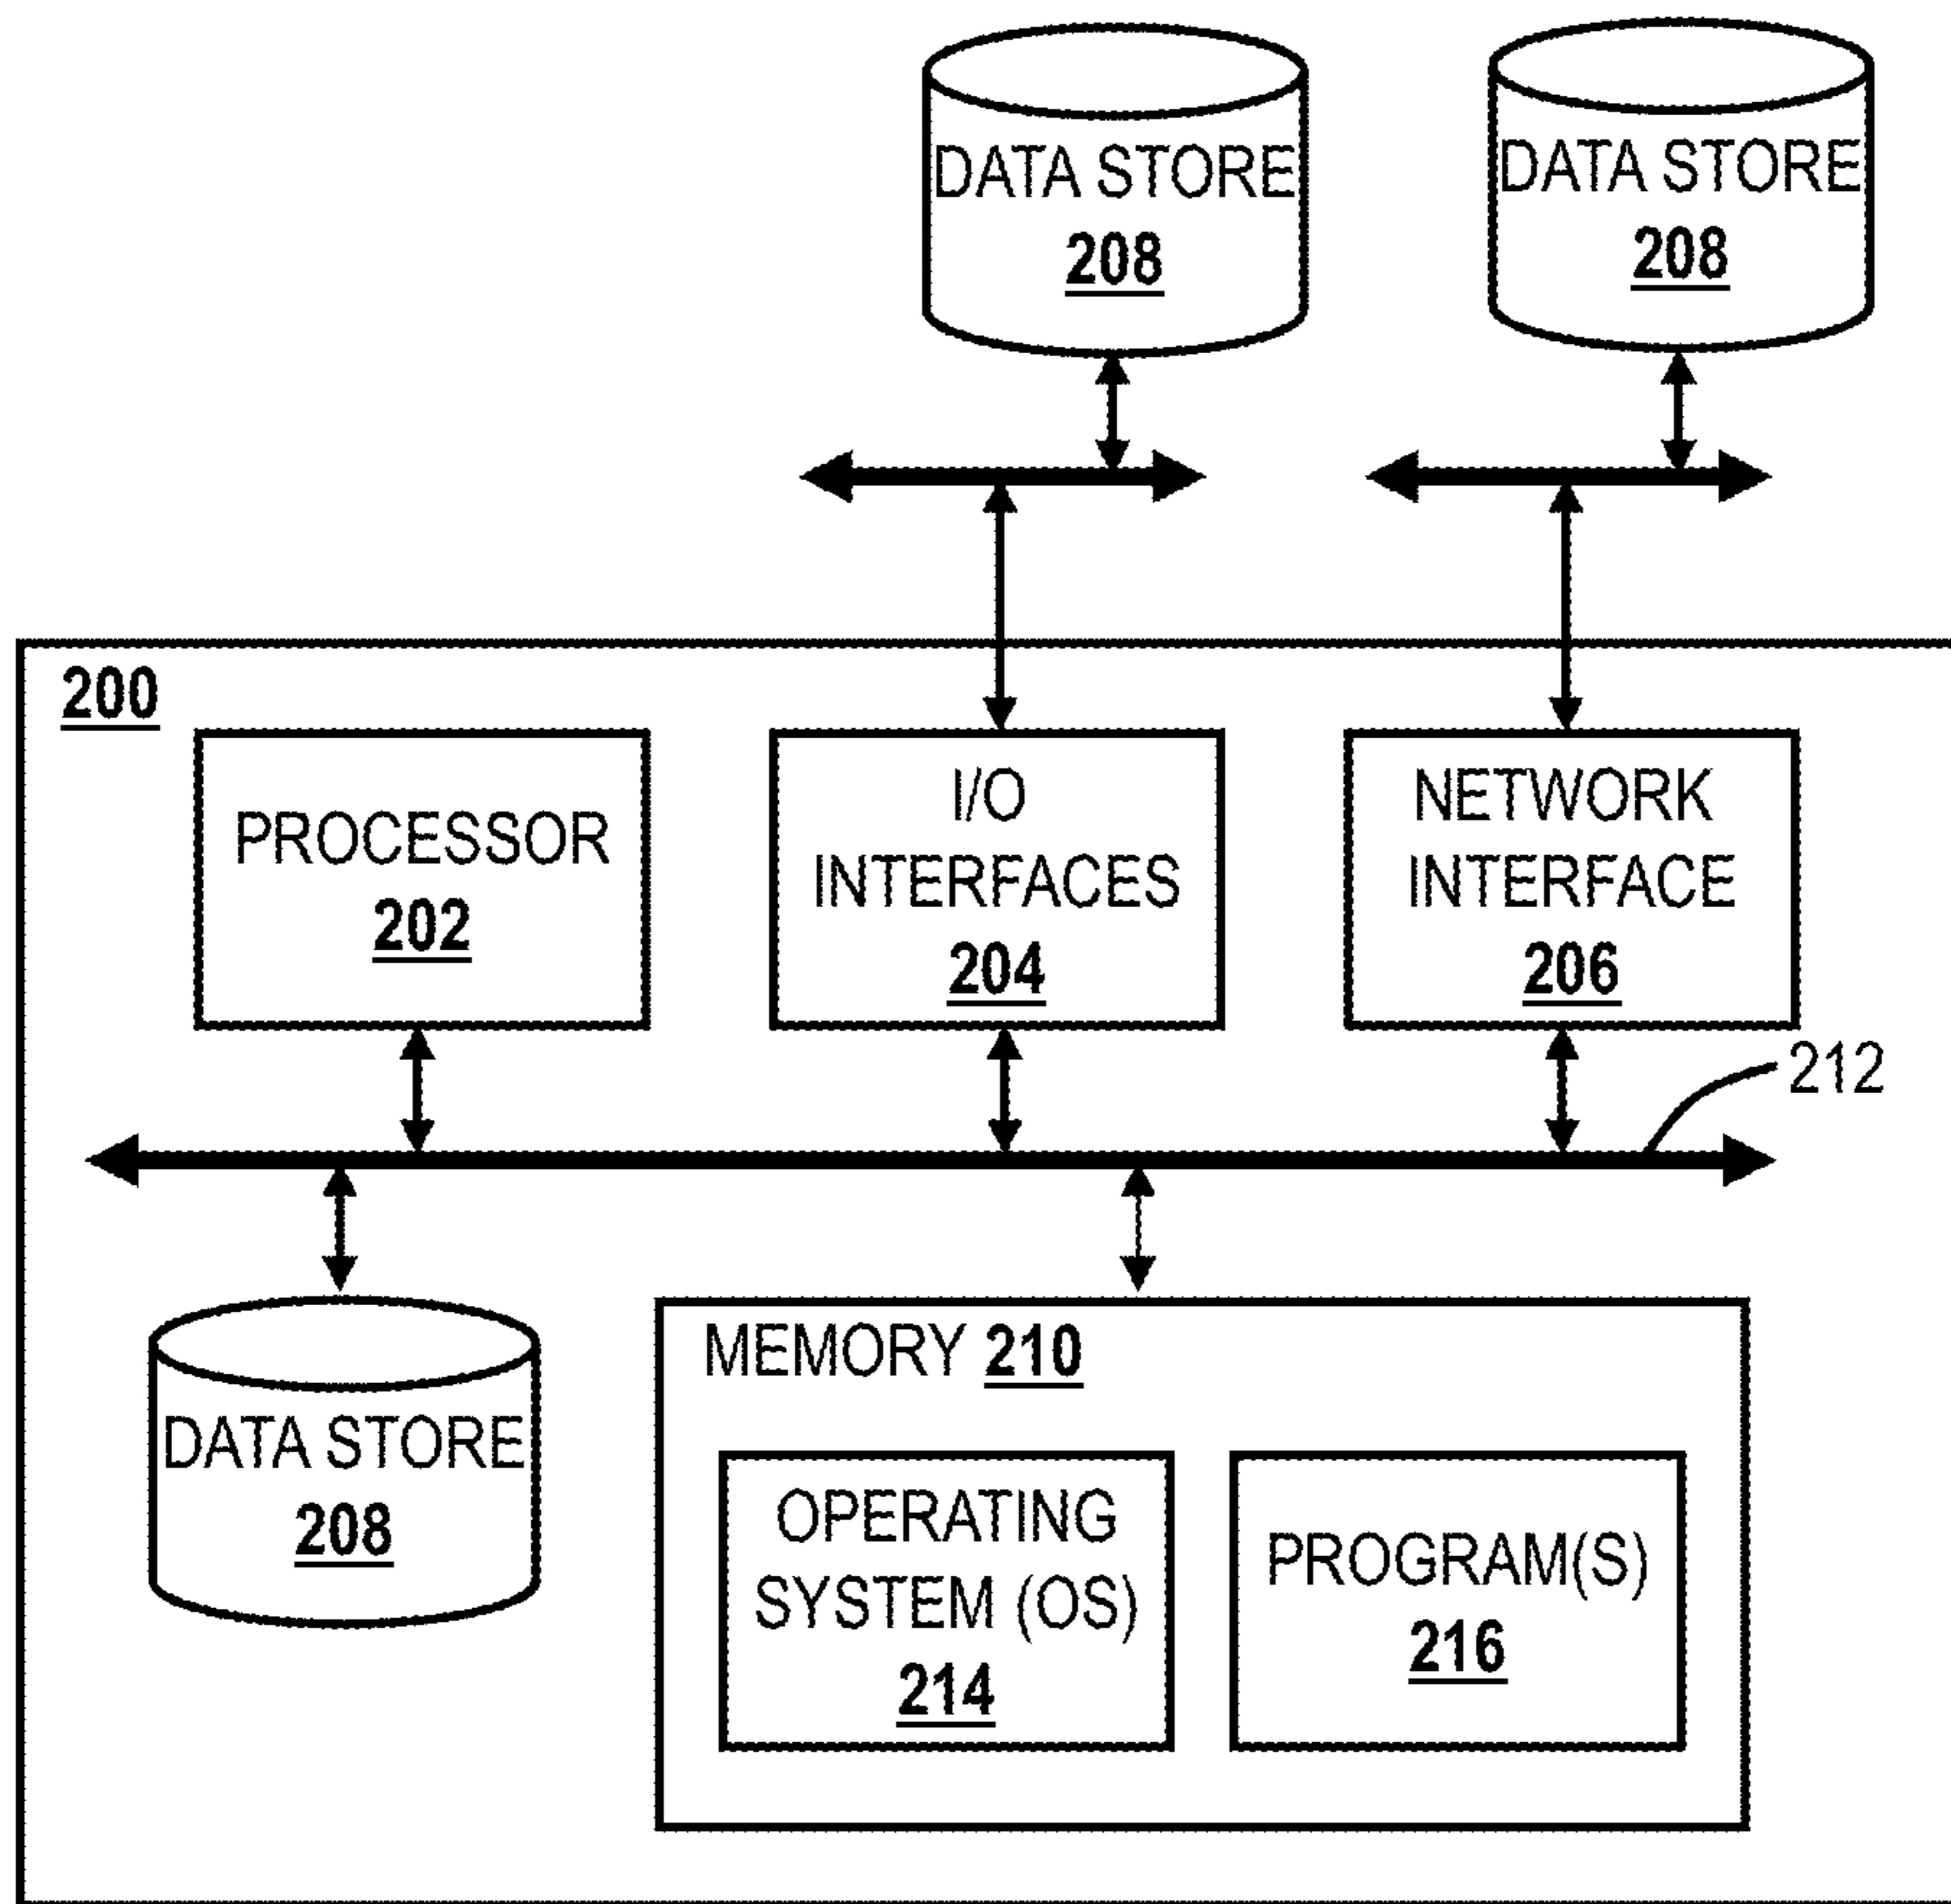 DATA STORE
208
DATA STORE
208
200
PROCESSOR
202
I/O
INTERFACES
204
NETWORK
INTERFACE
206
212
DATA STORE
208
MEMORY 210
OPERATING
SYSTEM (OS)
214
PROGRAM(S)
216